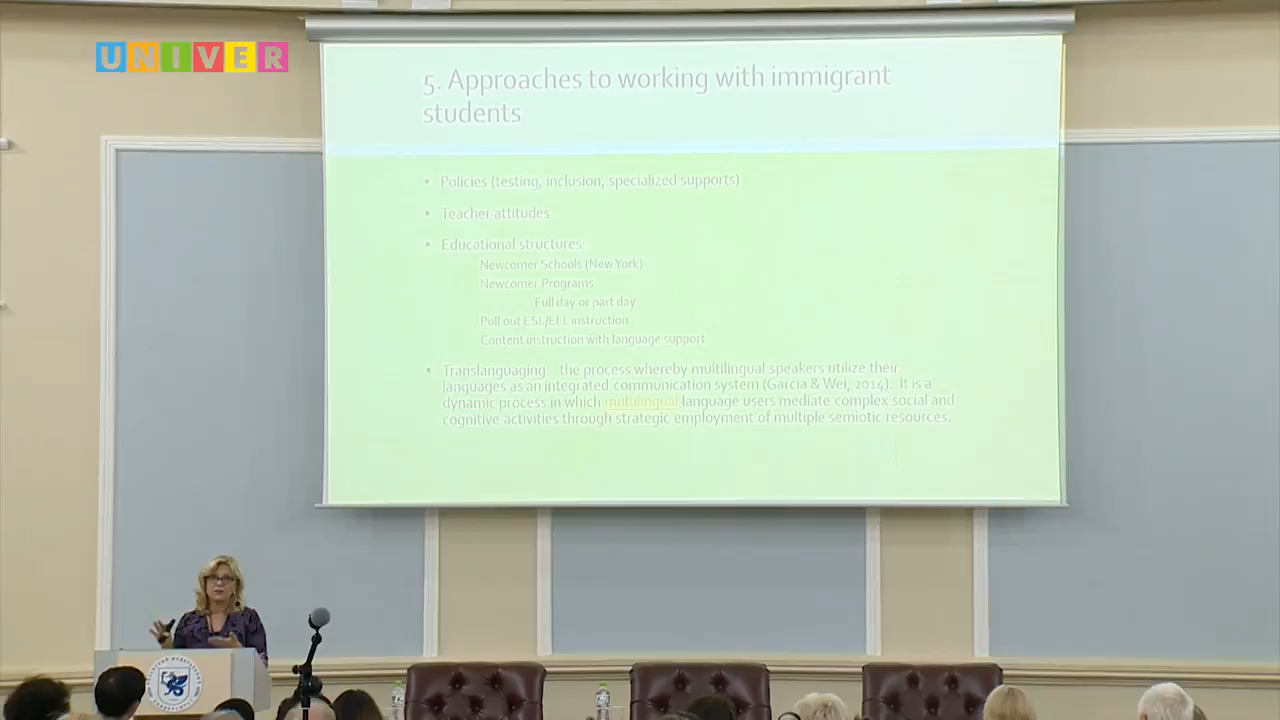 UNIVER
5. Approaches to working with immigrant
students
• Policies (testing, inclusion, specialized supports)
• Teacher attitudes
• Educational structures:
Newcomer Schools (New York)
Newcomer Programs
Full day or part day
Pull out ESL/ELL instruction
Content instruction with language support
• Translanguaging: the process whereby multilingual speakers utilize their
languages as an integrated communication system (Garcia & Wei, 2014). It is a
dynamic process in which multilingual language users mediate complex social and
cognitive activities through strategic employment of multiple semiotic resources.